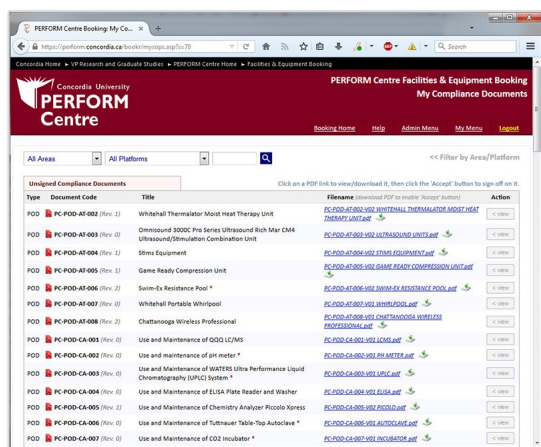 PERFORM Centre Booking: My Co...
https://perform.concordia.ca/bookr/mysops.asp?s=70
Search
Concordia Home ► VP Research and Graduate Studies ► PERFORM Centre Home ► Facilities & Equipment Booking
Concordia University
PERFORM
Centre
PERFORM Centre Facilities & Equipment Booking
My Compliance Documents
Booking Home Help Admin Menu My Menu Logout
All Areas All Platforms << Filter by Area/Platform
Unsigned Compliance Documents Click on a PDF link to view/download it, then click the 'Accept' button to sign off on it.
Type Document Code Title Filename (download PDF to enable 'Accept' button) Action
POD PC-POD-AT-002 (Rev. 1) Whitehall Thermalator Moist Heat Therapy Unit PC-POD-AT-002-V02 WHITEHALL THERMALATOR MOIST HEAT THERAPY UNIT.pdf < view
POD PC-POD-AT-003 (Rev. 0) Omnisound 3000C Pro Series Ultrasound Rich Mar CM4 Ultrasound/Stimulation Combination Unit PC-POD-AT-003-V02 ULTRASOUND UNITS.pdf < view
POD PC-POD-AT-004 (Rev. 1) Stims Equipment PC-POD-AT-004-V02 STIMS EQUIPMENT.pdf < view
POD PC-POD-AT-005 (Rev. 1) Game Ready Compression Unit PC-POD-AT-005-V02 GAME READY COMPRESSION UNIT.pdf < view
POD PC-POD-AT-006 (Rev. 2) Swim-Ex Resistance Pool * PC-POD-AT-006-V02 SWIM-EX RESISTANCE POOL.pdf < view
POD PC-POD-AT-007 (Rev. 0) Whitehall Portable Whirlpool PC-POD-AT-007-V01 WHIRLPOOL.pdf < view
POD PC-POD-AT-008 (Rev. 2) Chattanooga Wireless Professional PC-POD-AT-008-V01 CHATTANOOGA WIRELESS PROFESSIONAL.pdf < view
POD PC-POD-CA-001 (Rev. 0) Use and Maintenance of QQQ LC/MS PC-POD-CA-001-V01 LCMS.pdf < view
POD PC-POD-CA-002 (Rev. 0) Use and maintenance of pH meter * PC-POD-CA-002-V01 PH METER.pdf < view
POD PC-POD-CA-003 (Rev. 0) Use and Maintenance of WATERS Ultra Performance Liquid Chromatography (UPLC) System * PC-POD-CA-003-V01 UPLC.pdf < view
POD PC-POD-CA-004 (Rev. 0) Use and Maintenance of ELISA Plate Reader and Washer PC-POD-CA-004-V01 ELISA.pdf < view
POD PC-POD-CA-005 (Rev. 1) Use and Maintenance of Chemistry Analyzer Piccolo Xpress PC-POD-CA-005-V02 PICOLO.pdf < view
POD PC-POD-CA-006 (Rev. 0) Use and Maintenance of Tuttnauer Table-Top Autoclave * PC-POD-CA-006-V01 AUTOCLAVE.pdf < view
POD PC-POD-CA-007 (Rev. 0) Use and Maintenance of CO2 Incubator * PC-POD-CA-007-V01 INCUBATOR.pdf < view